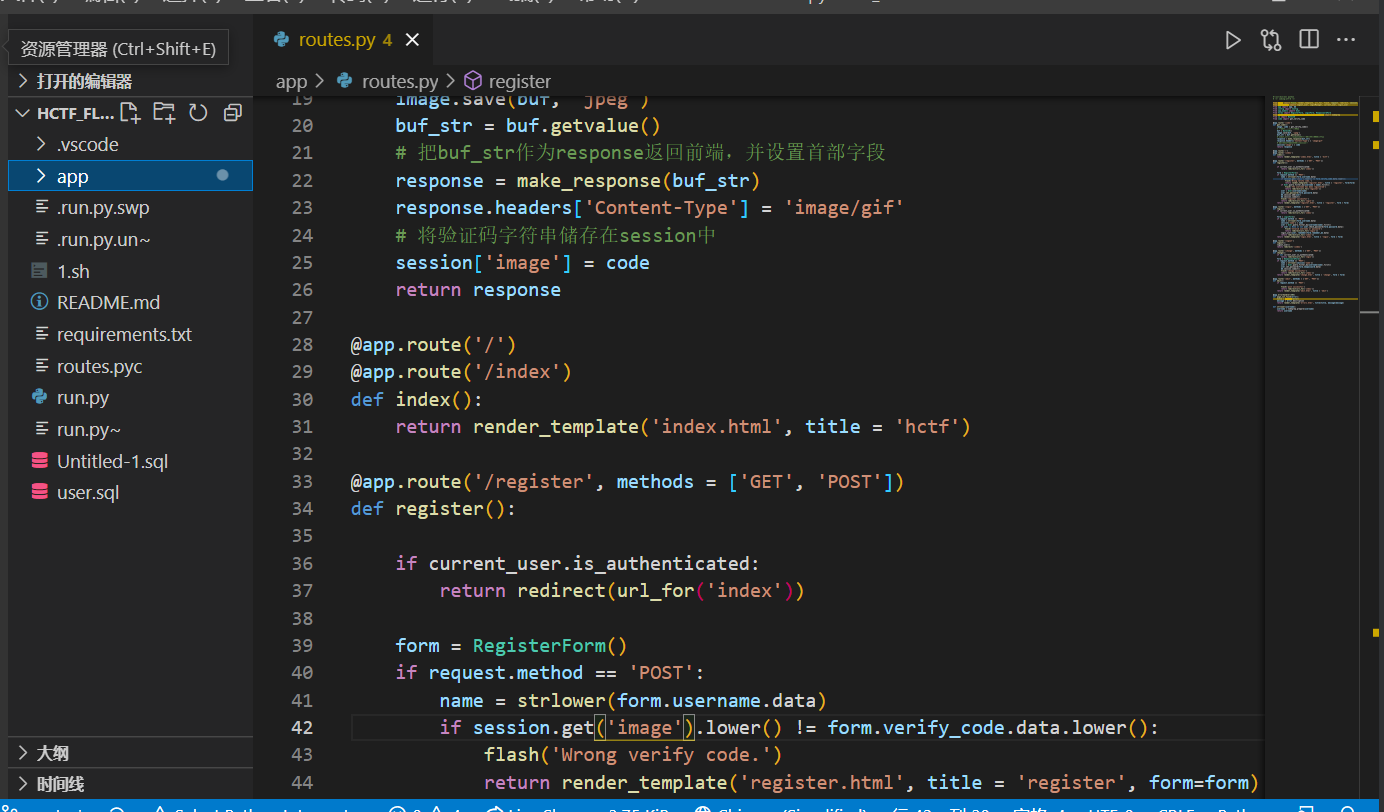 资源管理器 (Ctrl+Shift+E)
打开的编辑器
HCTF_FL...
.vscode
app
.run.py.swp
.run.py.un~
1.sh
README.md
requirements.txt
routes.pyc
run.py
run.py~
Untitled-1.sql
user.sql
大纲
时间线
routes.py 4
app > routes.py > register
19 image.save(buf, 'jpeg')
20 buf_str = buf.getvalue()
21 # 把buf_str作为response返回前端，并设置首部字段
22 response = make_response(buf_str)
23 response.headers['Content-Type'] = 'image/gif'
24 # 将验证码字符串储存在session中
25 session['image'] = code
26 return response
27
28 @app.route('/')
29 @app.route('/index')
30 def index():
31 return render_template('index.html', title = 'hctf')
32
33 @app.route('/register', methods = ['GET', 'POST'])
34 def register():
35
36 if current_user.is_authenticated:
37 return redirect(url_for('index'))
38
39 form = RegisterForm()
40 if request.method == 'POST':
41 name = strlower(form.username.data)
42 if session.get('image').lower() != form.verify_code.data.lower():
43 flash('Wrong verify code.')
44 return render_template('register.html', title = 'register', form=form)